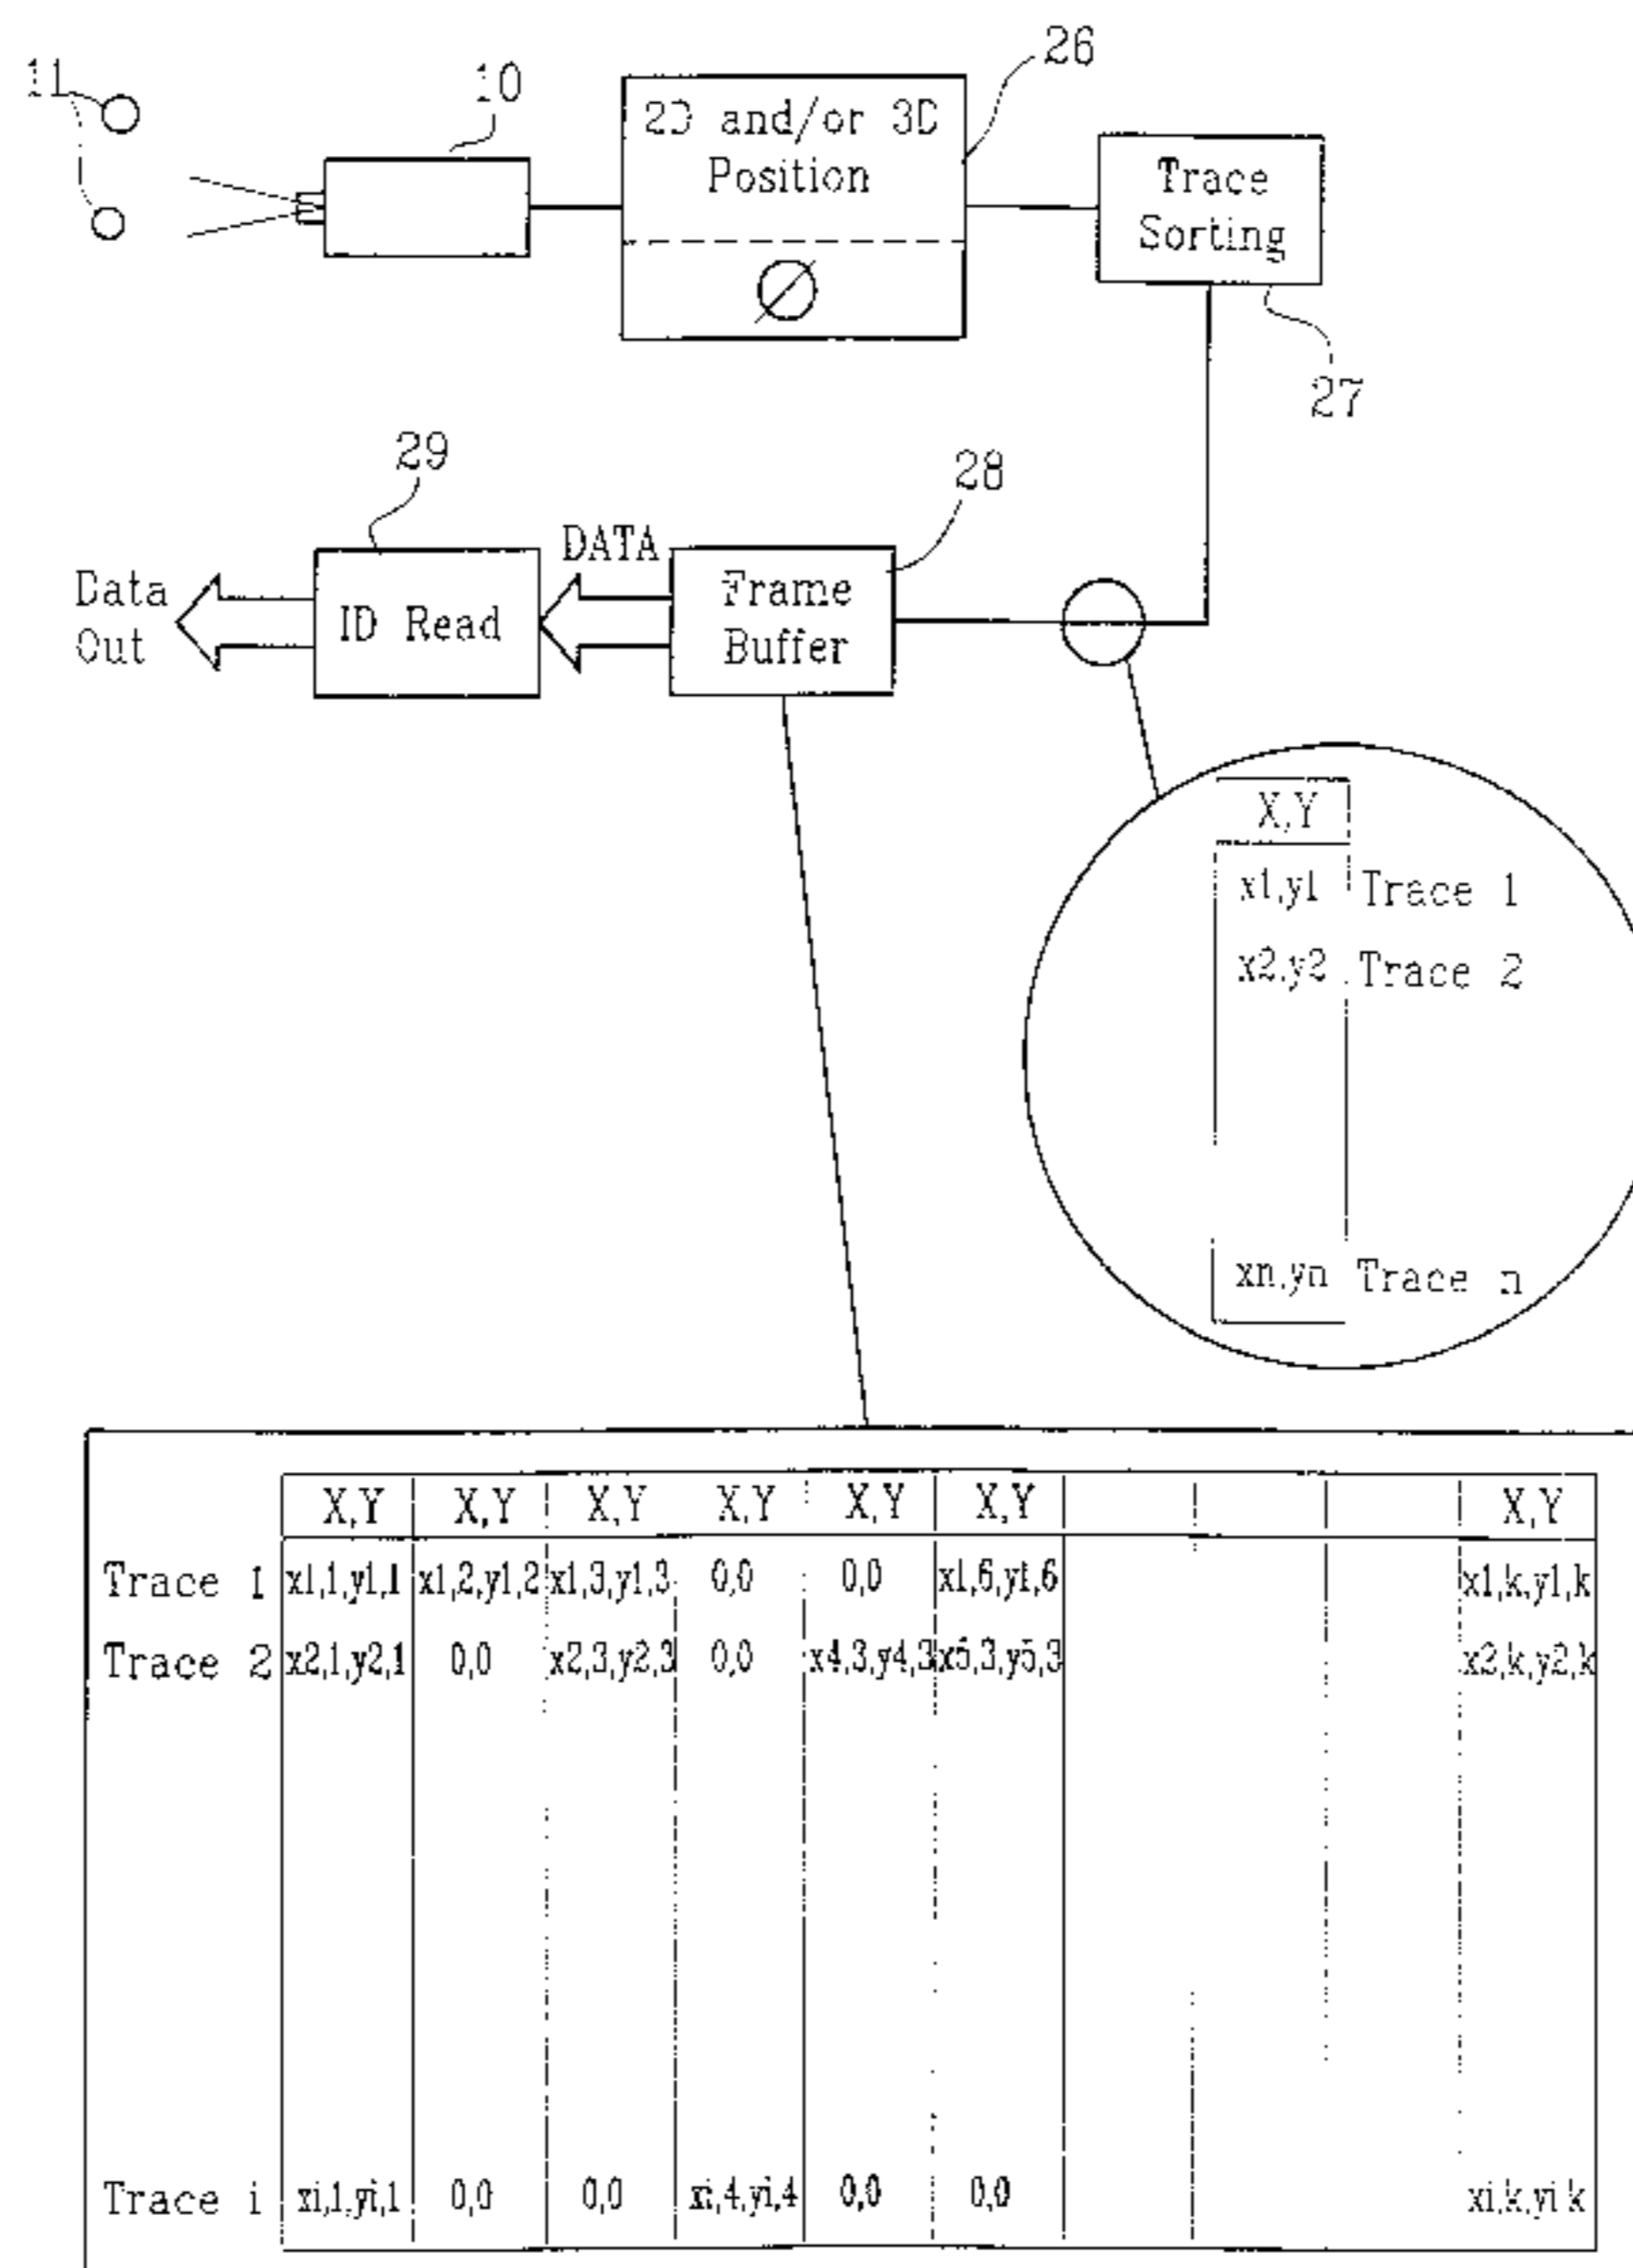 11
10
26
2D and/or 3D
Position
Trace
Sorting
27
29
28
DATA
Data
Out
ID Read
Frame
Buffer
X,Y
x1,y1 Trace 1
x2,y2 Trace 2
xn,yn Trace n
X,Y X,Y X,Y X,Y X,Y X,Y X,Y
Trace 1 x1,1,y1,1 x1,2,y1,2 x1,3,y1,3 0,0 0,0 x1,6,y1,6 x1,k,y1,k
Trace 2 x2,1,y2,1 0,0 x2,3,y2,3 0,0 x4,3,y4,3 x5,3,y5,3 x2,k,y2,k
Trace i xi,1,yi,1 0,0 0,0 xi,4,yi,4 0,0 0,0 xi,k,yi k